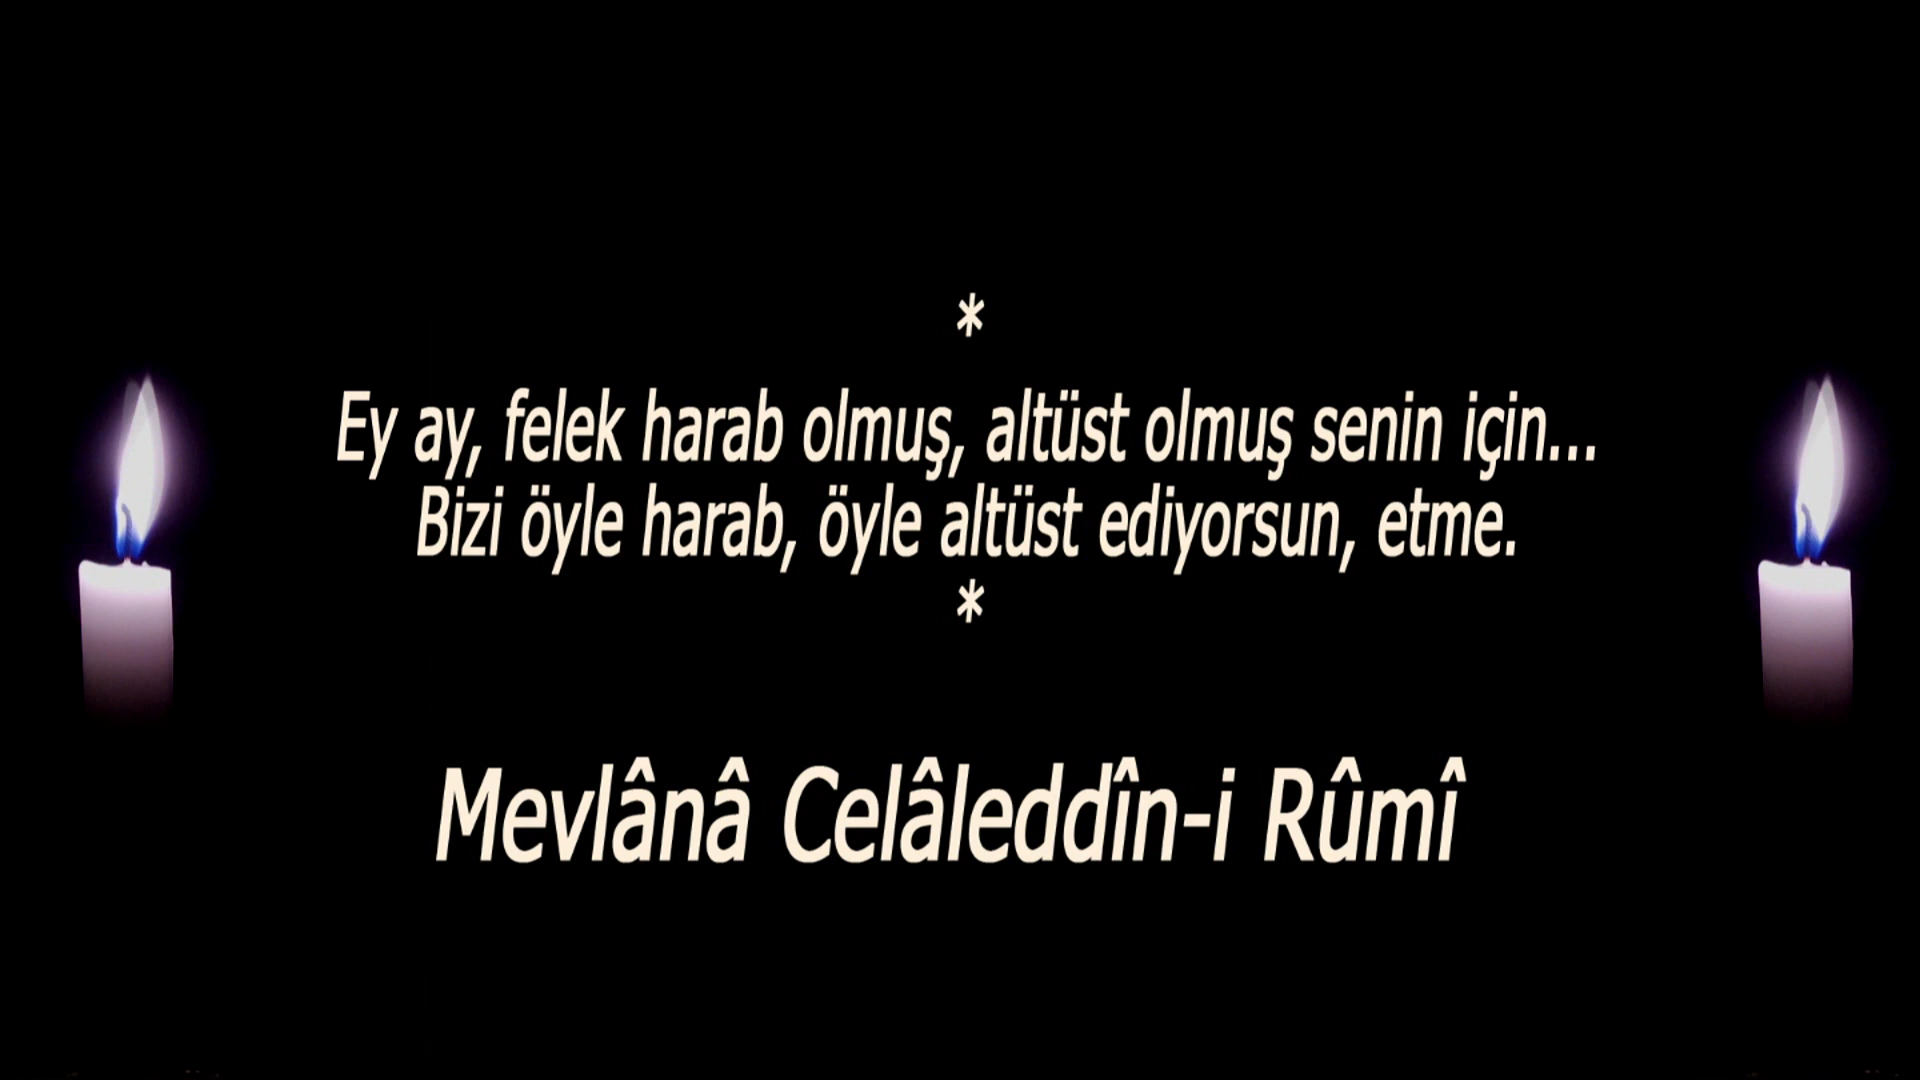 *
Ey ay, felek harab olmuş, altüst olmuş senin için...
Bizi öyle harab, öyle altüst ediyorsun, etme.
*
Mevlânâ Celâleddîn-i Rûmî